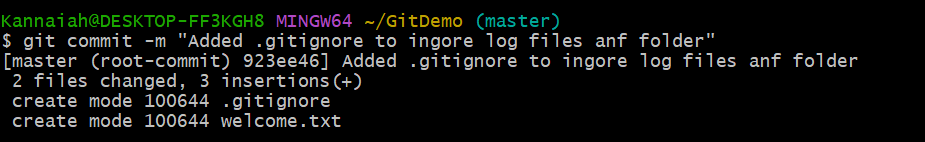 Kannaiah@DESKTOP-FF3KGH8 MINGW64 ~/GitDemo (master)
$ git commit -m "Added .gitignore to ingore log files anf folder"
[master (root-commit) 923ee46] Added .gitignore to ingore log files anf folder
 2 files changed, 3 insertions(+)
 create mode 100644 .gitignore
 create mode 100644 welcome.txt